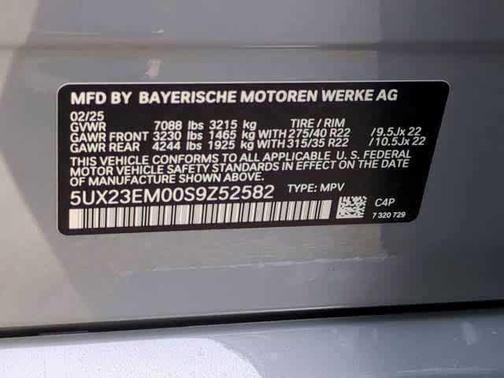 MFD BY BAYERISCHE MOTOREN WERKE AG
02/25
GVWR 7088 lbs 3215 kg TIRE / RIM
GAWR FRONT 3230 lbs 1465 kg WITH 275/40 R22 / 9.5Jx 22
GAWR REAR 4244 lbs 1925 kg WITH 315/35 R22 / 10.5Jx 22
THIS VEHICLE CONFORMS TO ALL APPLICABLE U.S. FEDERAL
MOTOR VEHICLE SAFETY STANDARDS IN EFFECT ON THE DATE
OF MANUFACTURE SHOWN ABOVE.
5UX23EM00S9Z52582 TYPE: MPV
C4P
7 320 729